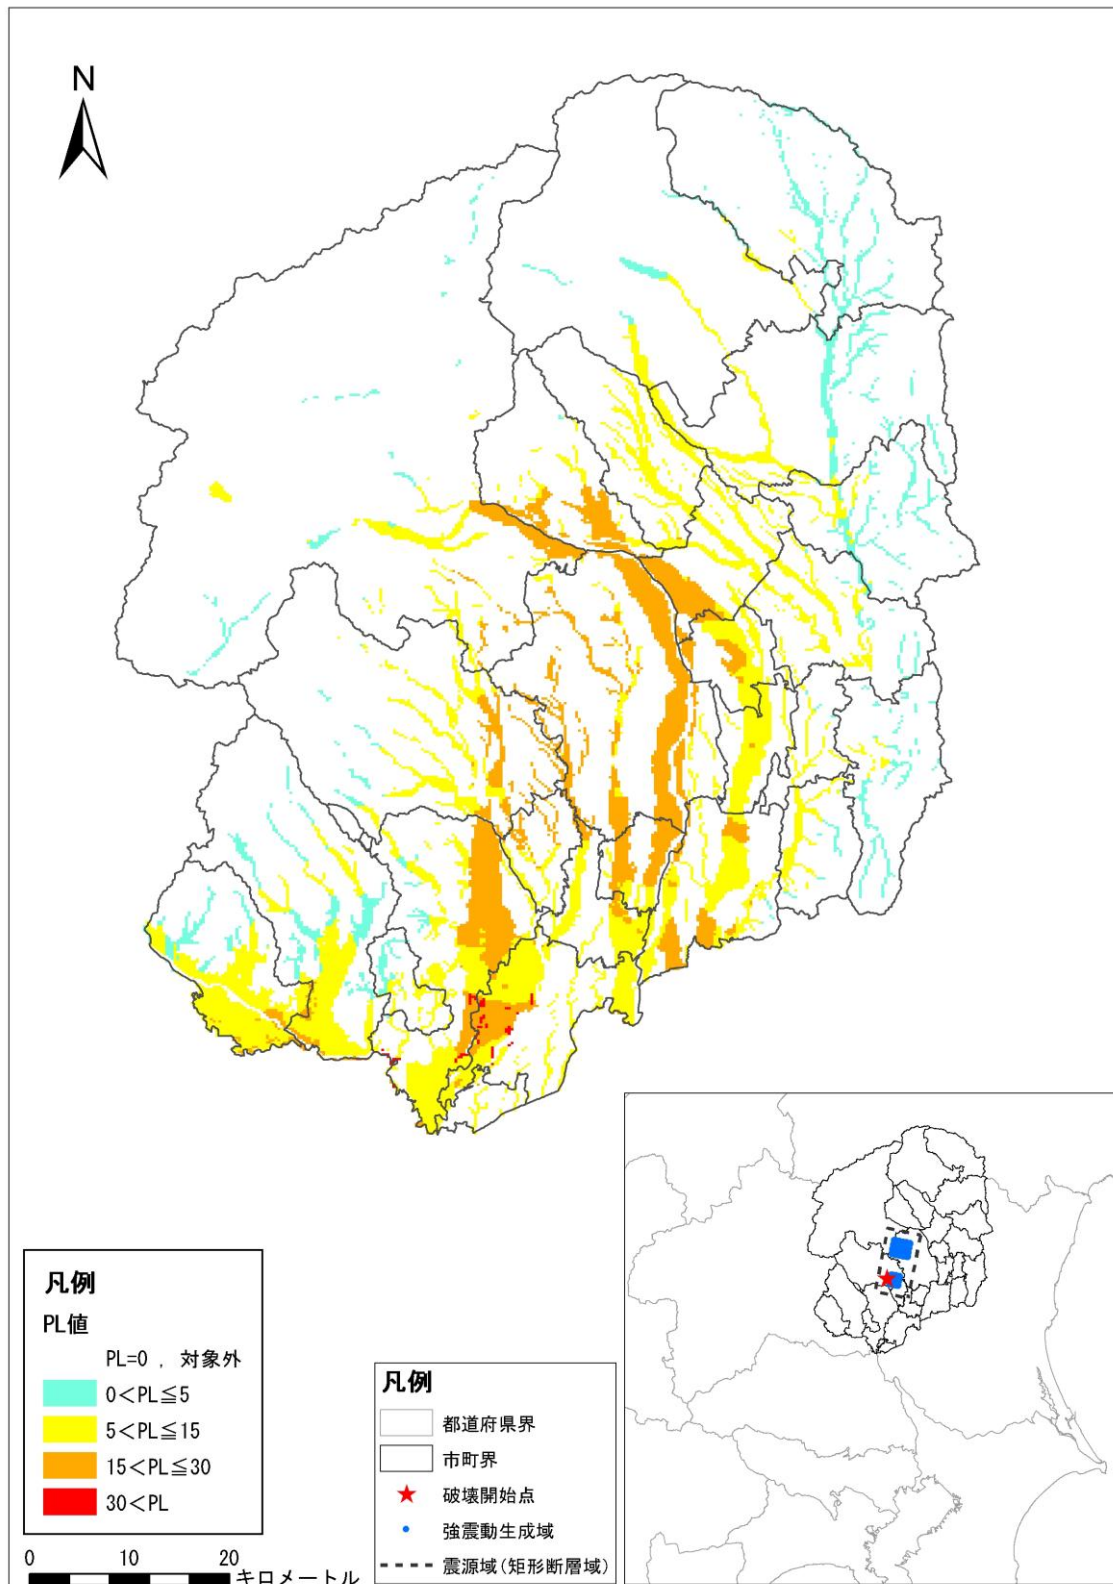 N
凡例
PL値
PL=0 , 対象外
0<PL≦5
5<PL≦15
15<PL≦30
30<PL
0 10 20
キロメートル
凡例
都道府県界
市町界
破壊開始点
強震動生成域
震源域(矩形断層域)